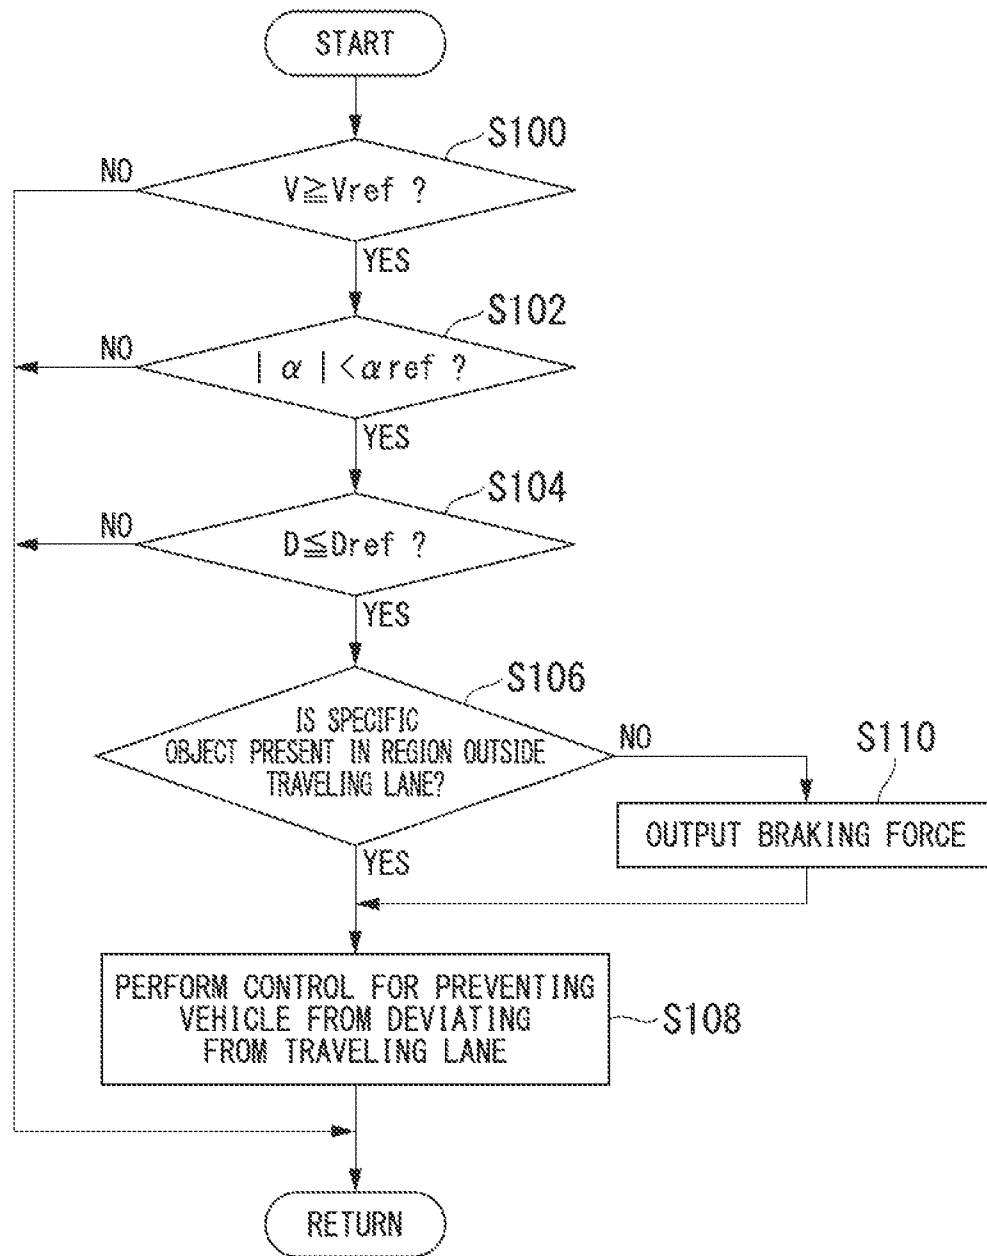 START
S100
NO
V≧Vref ?
YES
S102
NO
| α | <αref ?
YES
S104
NO
D≦Dref ?
YES
S106
IS SPECIFIC
OBJECT PRESENT IN REGION OUTSIDE
TRAVELING LANE?
NO
S110
OUTPUT BRAKING FORCE
YES
PERFORM CONTROL FOR PREVENTING
VEHICLE FROM DEVIATING
FROM TRAVELING LANE
S108
RETURN